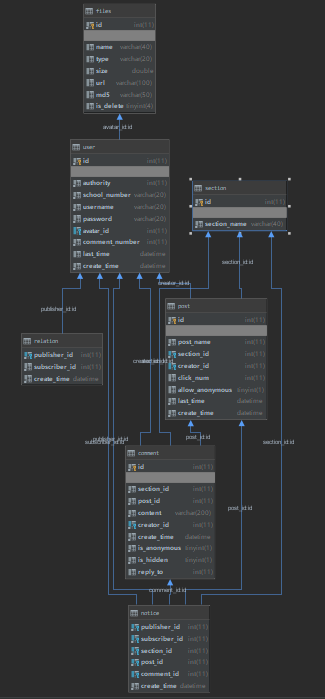 files
id int(11)
name varchar(40)
type varchar(20)
size double
url varchar(100)
md5 varchar(50)
is_delete tinyint(4)
avatar_id:id
user
id int(11)
authority int(11)
school_number varchar(20)
username varchar(20)
password varchar(20)
avatar_id int(11)
comment_number int(11)
last_time datetime
create_time datetime
section
id int(11)
section_name varchar(40)
section_id:id
creator_id:id
publisher_id:id
post
id int(11)
post_name int(11)
section_id int(11)
creator_id int(11)
click_num int(11)
allow_anonymous tinyint(1)
last_time datetime
create_time datetime
relation
publisher_id int(11)
subscriber_id int(11)
create_time datetime
publisher_id:id
post_id:id
section_id:id
comment
id int(11)
section_id int(11)
post_id int(11)
content varchar(200)
creator_id int(11)
create_time datetime
is_anonymous tinyint(1)
is_hidden tinyint(1)
reply_to int(11)
post_id:id
comment_id:id
notice
publisher_id int(11)
subscriber_id int(11)
section_id int(11)
post_id int(11)
comment_id int(11)
create_time datetime